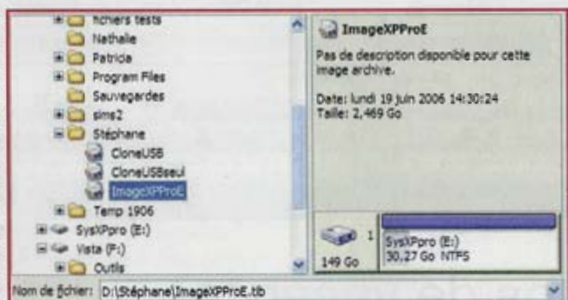 fichiers tests
Nathalie
Patricia
Program Files
Sauvegardes
sims2
Stéphane
CloneUSB
CloneUSBseul
ImageXPProE
Temp 1906
SysXPpro (E:)
Vista (F:)
Outils
ImageXPProE
Pas de description disponible pour cette
image archive.
Date: lundi 19 juin 2006 14:30:24
Taille: 2,469 Go
1
149 Go
SysXPpro (E:)
30,27 Go NTFS
Nom de fichier: D:\Stéphane\ImageXPProE.tib